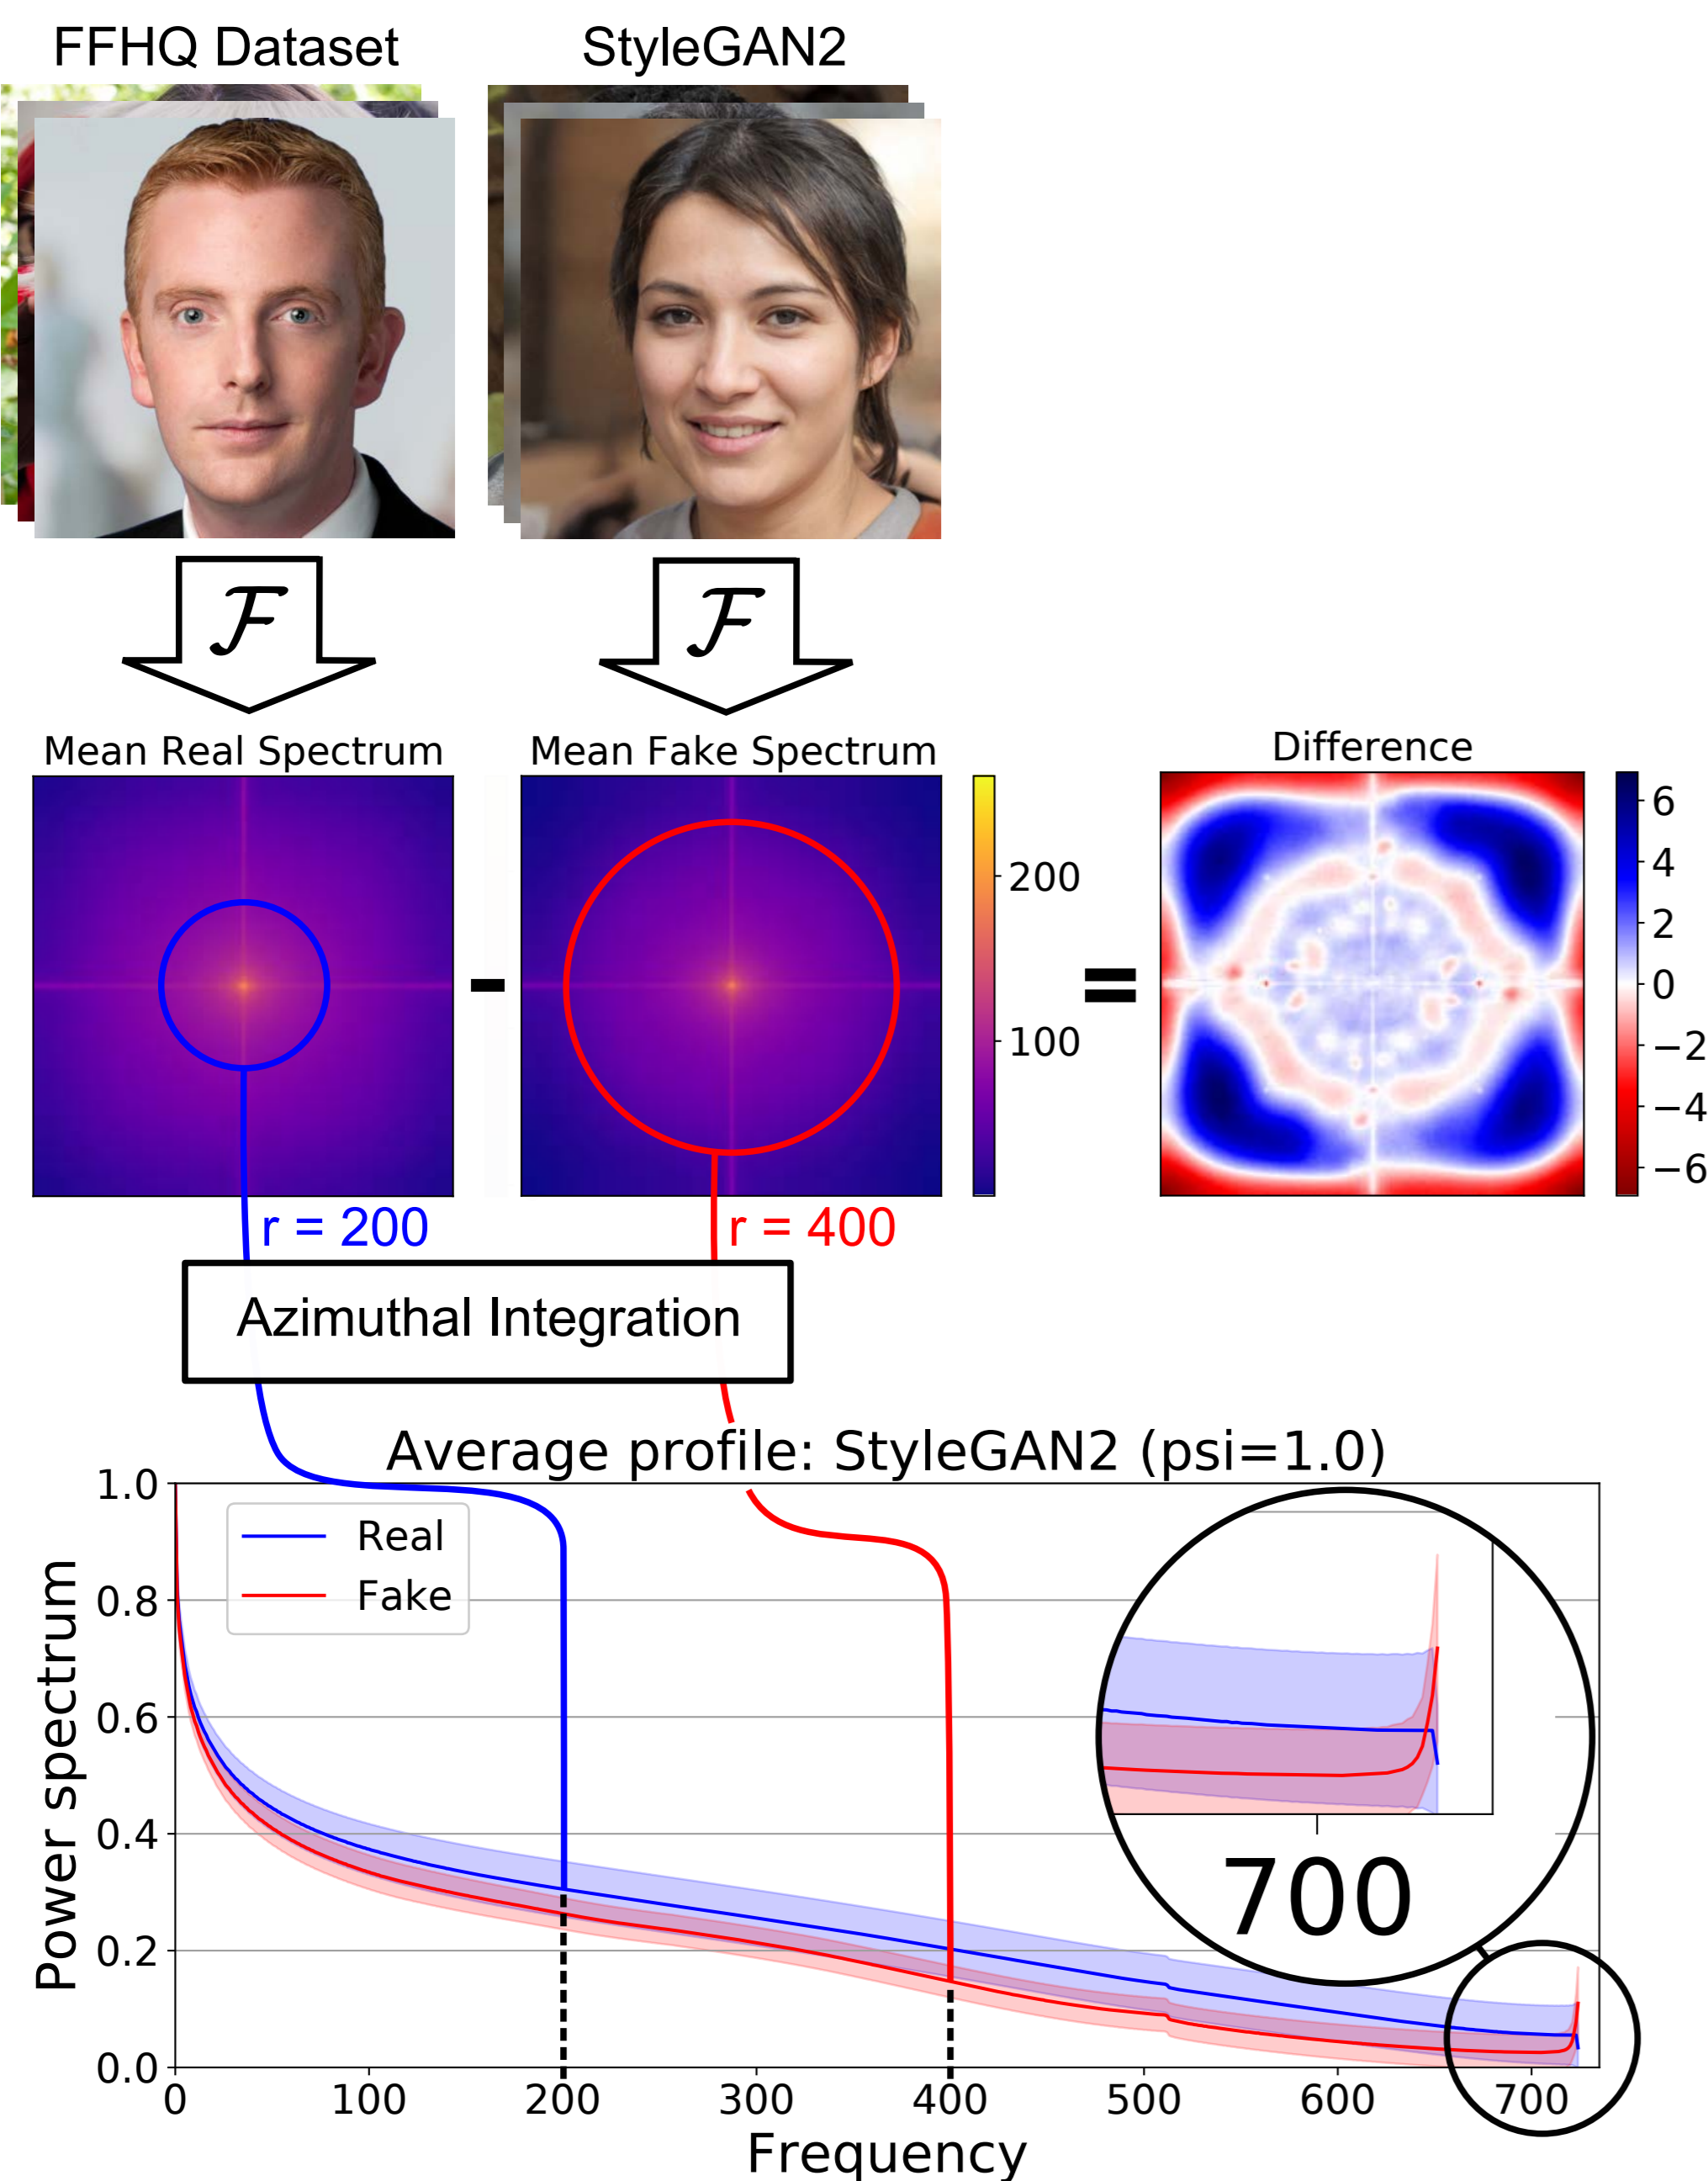 FFHQ Dataset
StyleGAN2
ℱ
ℱ
Mean Real Spectrum
Mean Fake Spectrum
Difference
200
100
6
4
2
0
−2
−4
−6
-
=
r = 200
r = 400
Azimuthal Integration
Average profile: StyleGAN2 (psi=1.0)
Real
Fake
700
1.0
0.8
0.6
0.4
0.2
0.0
Power spectrum
0 100 200 300 400 500 600 700
Frequency